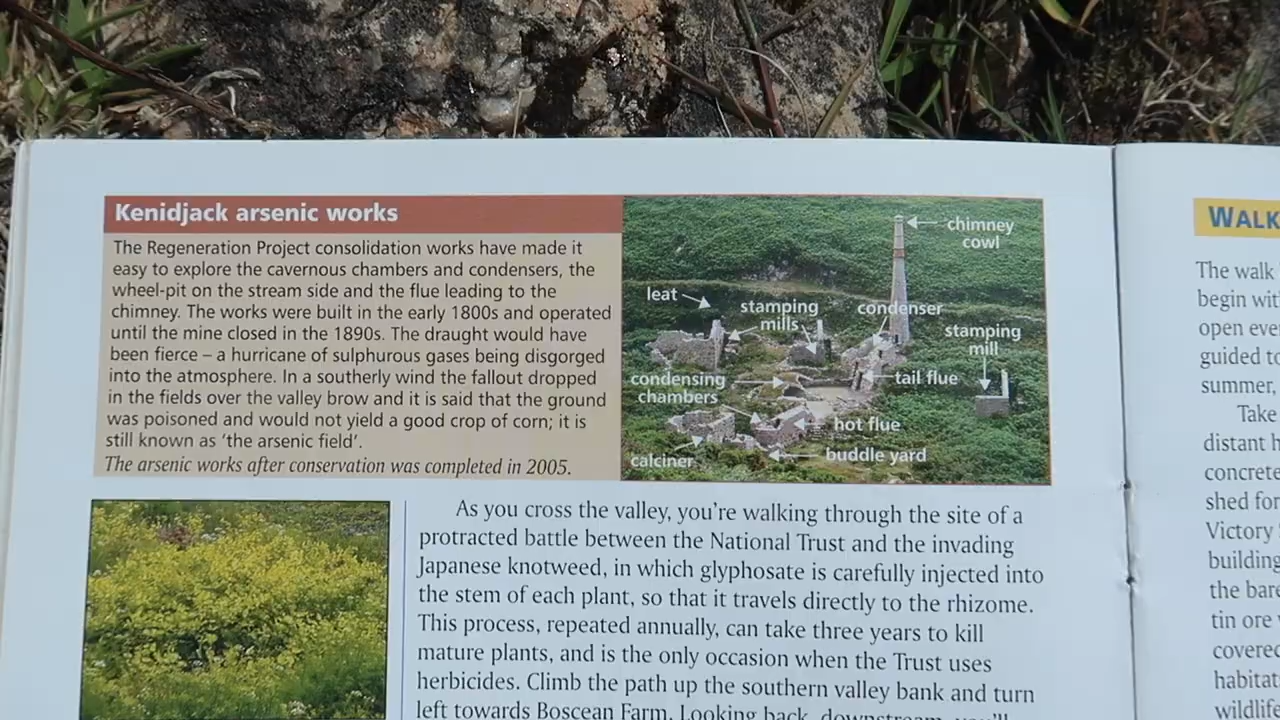 Kenidjack arsenic works
The Regeneration Project consolidation works have made it
easy to explore the cavernous chambers and condensers, the
wheel-pit on the stream side and the flue leading to the
chimney. The works were built in the early 1800s and operated
until the mine closed in the 1890s. The draught would have
been fierce – a hurricane of sulphurous gases being disgorged
into the atmosphere. In a southerly wind the fallout dropped
in the fields over the valley brow and it is said that the ground
was poisoned and would not yield a good crop of corn; it is
still known as 'the arsenic field'.
The arsenic works after conservation was completed in 2005.
chimney
cowl
leat
stamping
mills
condenser
stamping
mill
condensing
chambers
tail flue
hot flue
calciner
buddle yard
As you cross the valley, you're walking through the site of a
protracted battle between the National Trust and the invading
Japanese knotweed, in which glyphosate is carefully injected into
the stem of each plant, so that it travels directly to the rhizome.
This process, repeated annually, can take three years to kill
mature plants, and is the only occasion when the Trust uses
herbicides. Climb the path up the southern valley bank and turn
left towards Boscean Farm. Looking back, downstream, you'll
WALK
The walk
begin wit
open eve
guided to
summer,
Take
distant h
concrete
shed for
Victory
building
the bare
tin ore
covered
habitat
wildlife